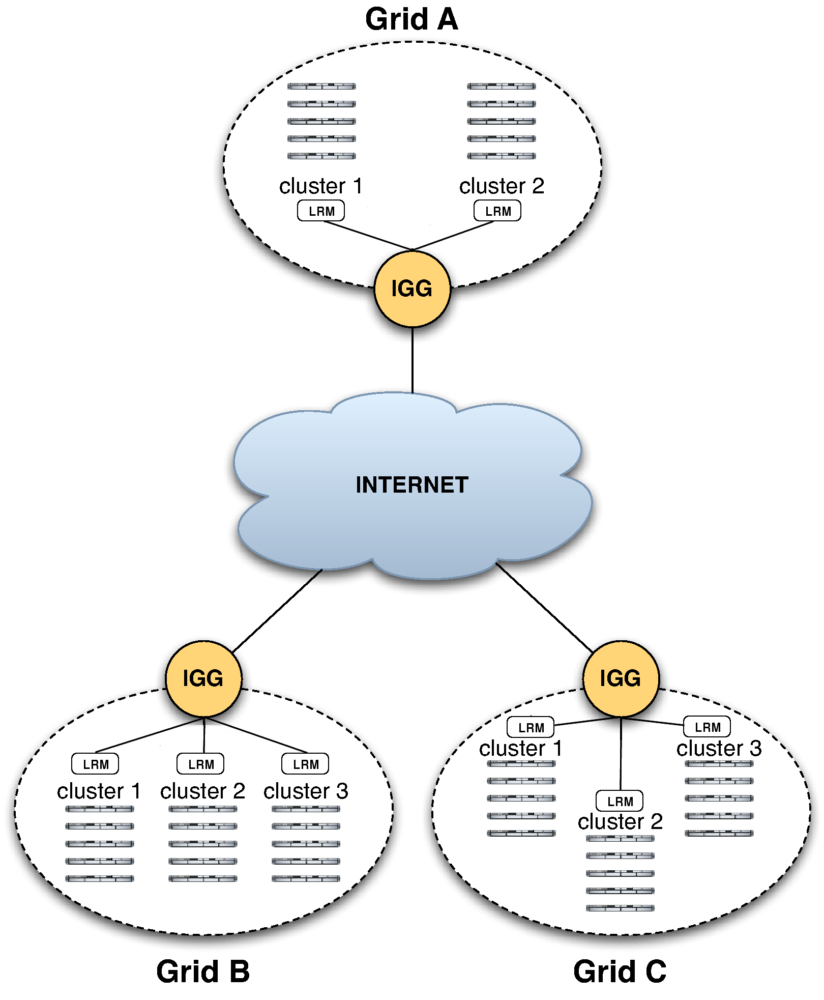 Grid A
cluster 1 cluster 2
LRM LRM
IGG
INTERNET
IGG IGG
LRM LRM
cluster 1 cluster 3
LRM LRM LRM
cluster 1 cluster 2 cluster 3
LRM
cluster 2
Grid B Grid C